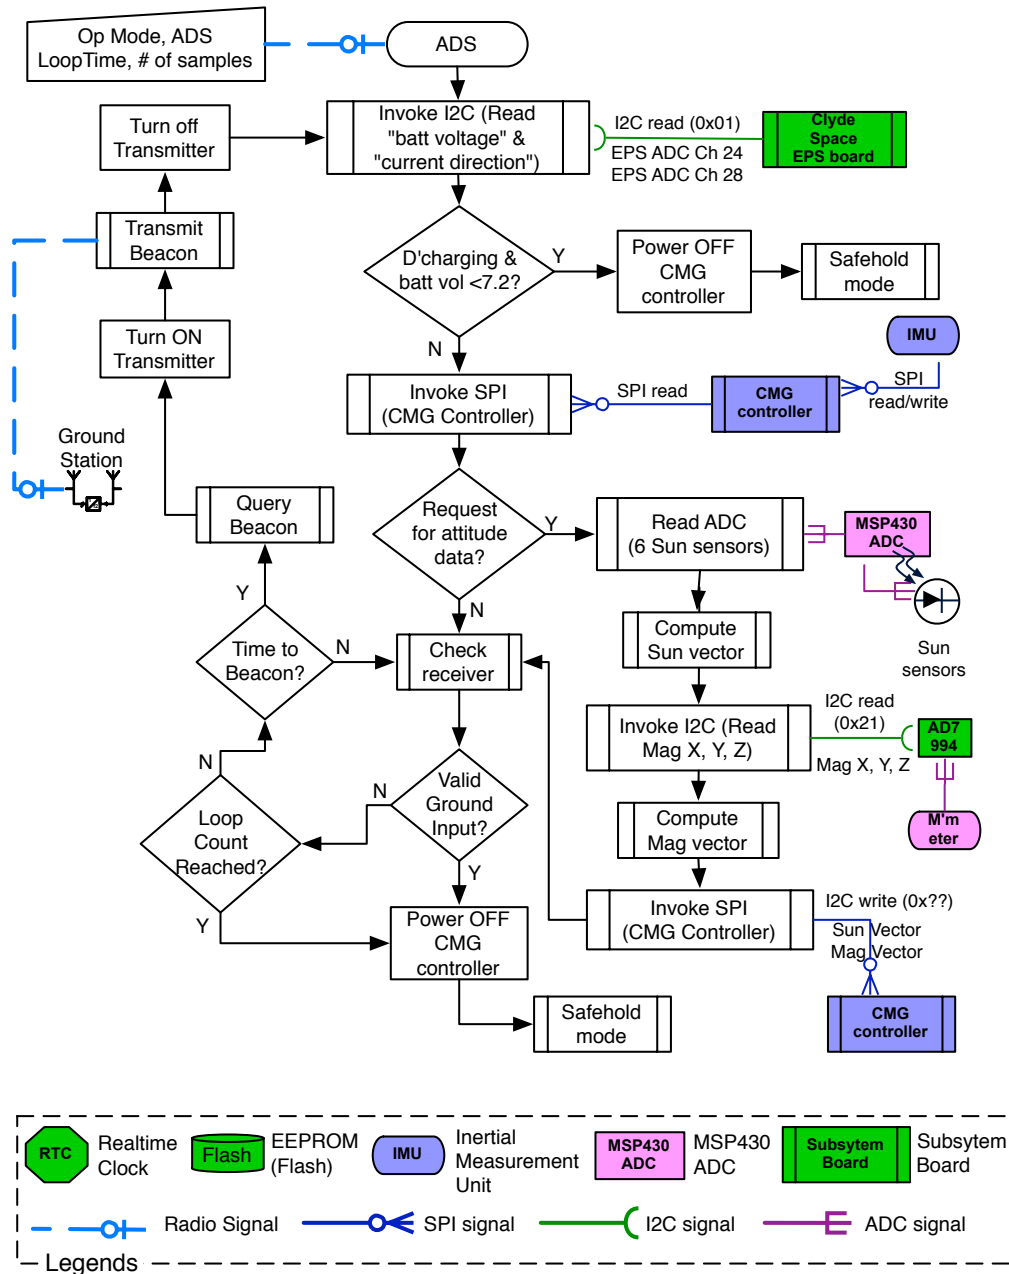 Op Mode, ADS
LoopTime, # of samples
ADS
Turn off
Transmitter
Invoke I2C (Read
"batt voltage" &
"current direction")
I2C read (0x01)
EPS ADC Ch 24
EPS ADC Ch 28
Clyde
Space
EPS board
Transmit
Beacon
D'charging &
batt vol <7.2?
Y
Power OFF
CMG
controller
Safehold
mode
N
Turn ON
Transmitter
IMU
SPI
read/write
Invoke SPI
(CMG Controller)
SPI read
CMG
controller
Ground
Station
Query
Beacon
Request
for attitude
data?
Y
N
Read ADC
(6 Sun sensors)
MSP430
ADC
Sun
sensors
Y
Time to
Beacon?
N
Check
receiver
Compute
Sun vector
Invoke I2C (Read
Mag X, Y, Z)
I2C read
(0x21)
Mag X, Y, Z
AD7
994
N
Loop
Count
Reached?
N
Valid
Ground
Input?
Y
Compute
Mag vector
M'm
eter
Y
Power OFF
CMG
controller
Invoke SPI
(CMG Controller)
I2C write (0x??)
Sun Vector
Mag Vector
Safehold
mode
CMG
controller
RTC
Realtime
Clock
Flash
EEPROM
(Flash)
IMU
Inertial
Measurement
Unit
MSP430
ADC
MSP430
ADC
Subsytem
Board
Subsytem
Board
Radio Signal
SPI signal
I2C signal
ADC signal
Legends